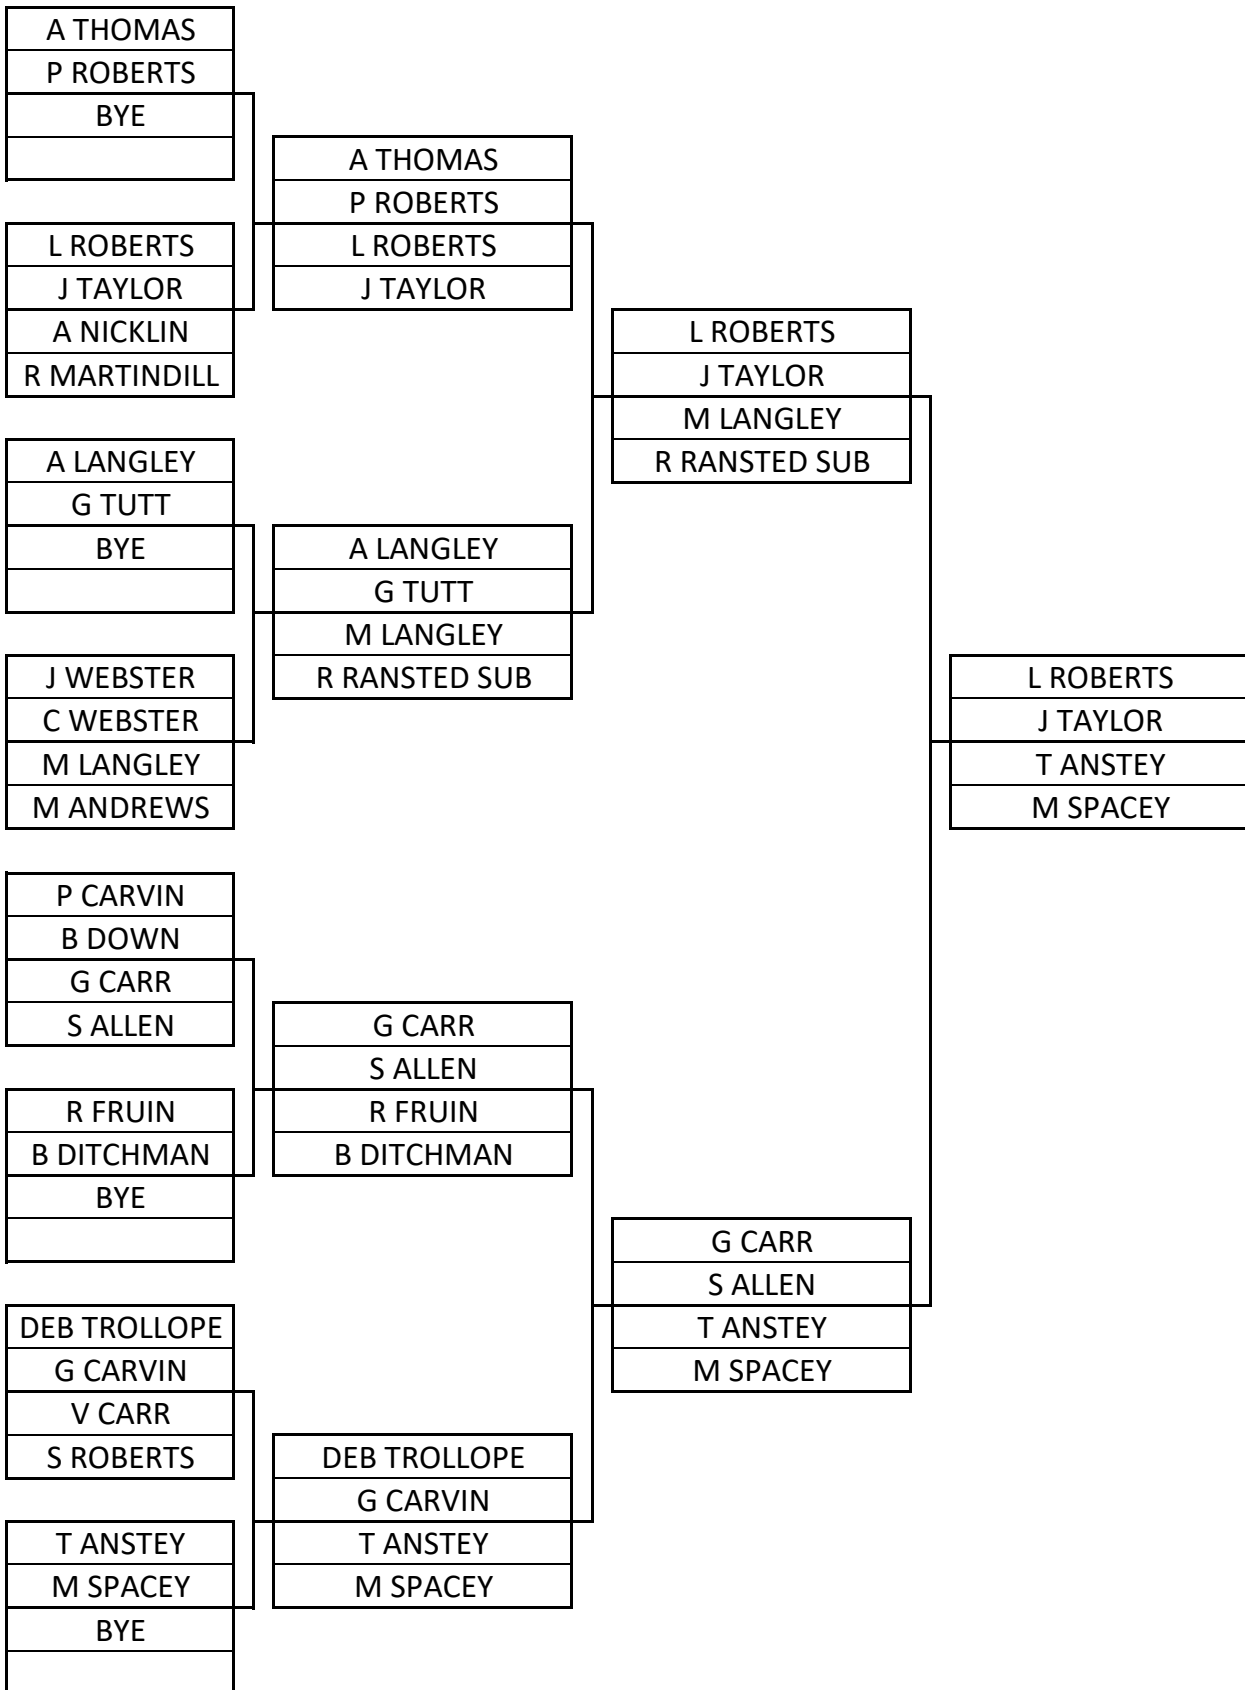 A THOMAS
P ROBERTS
BYE
L ROBERTS
J TAYLOR
A NICKLIN
R MARTINDILL
A LANGLEY
G TUTT
BYE
J WEBSTER
C WEBSTER
M LANGLEY
M ANDREWS
P CARVIN
B DOWN
G CARR
S ALLEN
R FRUIN
B DITCHMAN
BYE
DEB TROLLOPE
G CARVIN
V CARR
S ROBERTS
T ANSTEY
M SPACEY
BYE
A THOMAS
P ROBERTS
L ROBERTS
J TAYLOR
A LANGLEY
G TUTT
M LANGLEY
R RANSTED SUB
G CARR
S ALLEN
R FRUIN
B DITCHMAN
DEB TROLLOPE
G CARVIN
T ANSTEY
M SPACEY
L ROBERTS
J TAYLOR
M LANGLEY
R RANSTED SUB
G CARR
S ALLEN
T ANSTEY
M SPACEY
L ROBERTS
J TAYLOR
T ANSTEY
M SPACEY